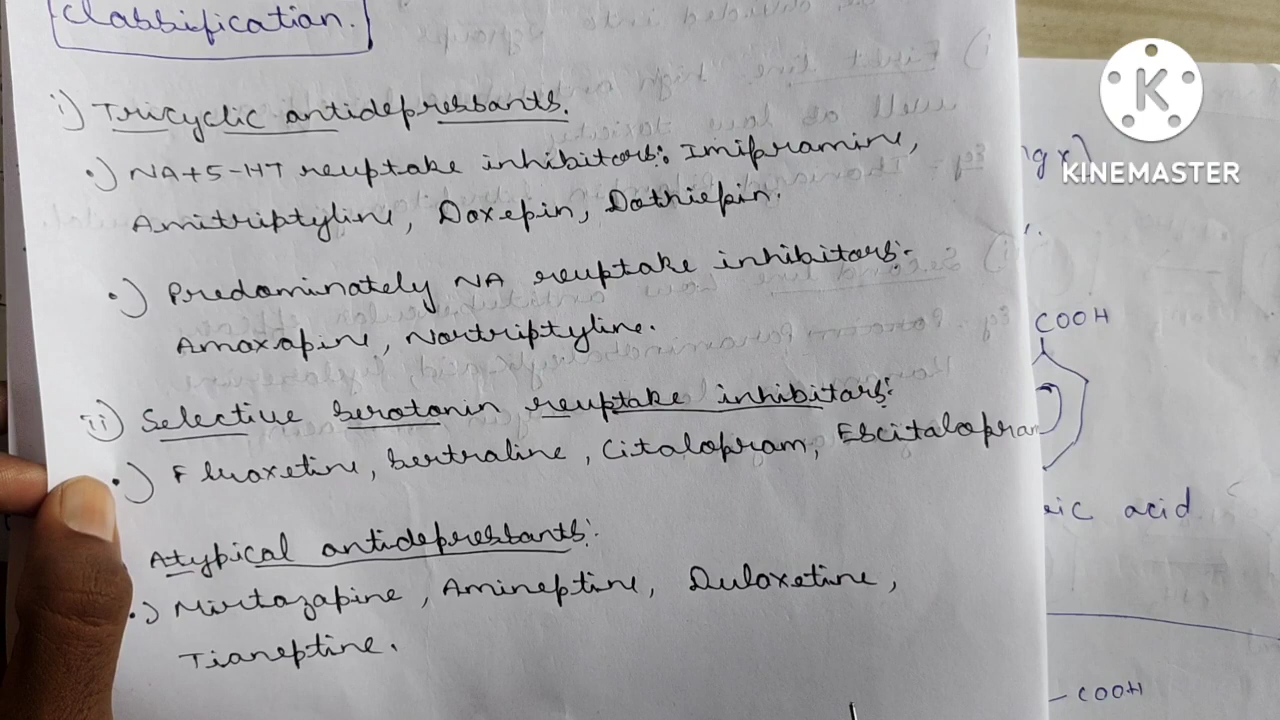 Classification.
i) Tricyclic antidepressants.
•) NA+5-HT reuptake inhibitors:- Imipramine,
Amitriptyline, Doxepin, Dothiepin.
•) Predominately NA reuptake inhibitors:-
Amoxapine, Nortriptyline.
ii) Selective serotonin reuptake inhibitors:-
•) Fluoxetine, Sertraline, Citalopram, Escitalopram
Atypical antidepressants:-
•) Mirtazapine, Amineptine, Duloxetine,
Tianeptine.
K
KINEMASTER
COOH
acid
-COOH